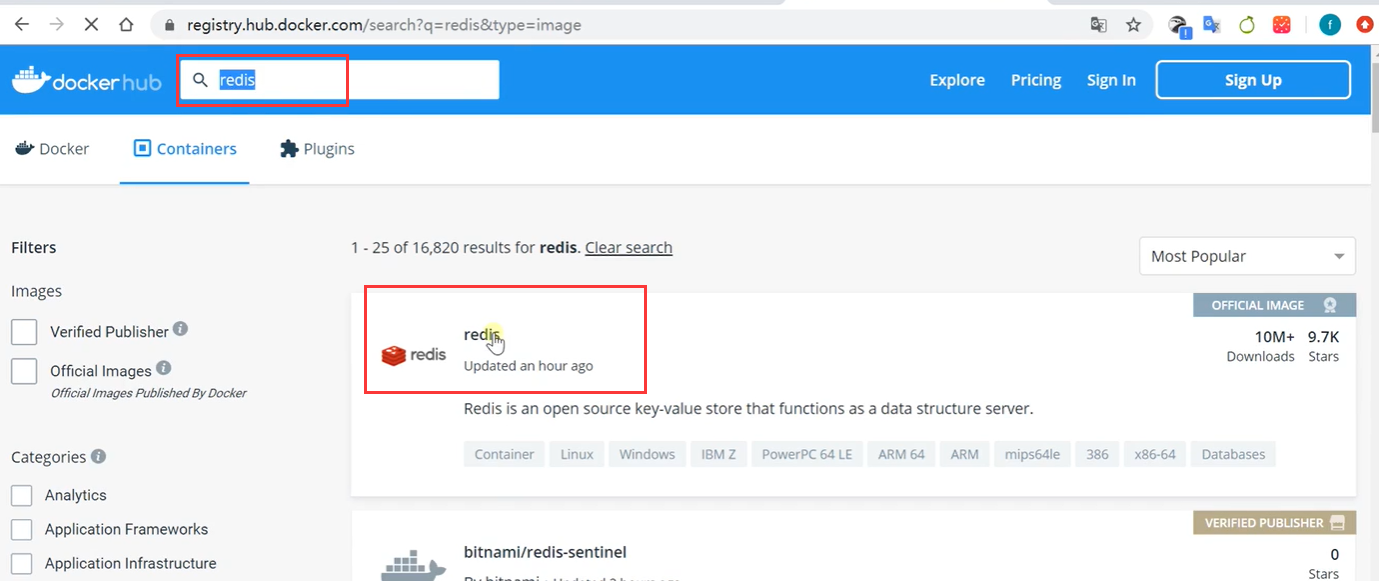 registry.hub.docker.com/search?q=redis&type=image
f
docker hub
redis
Explore
Pricing
Sign In
Sign Up
Docker
Containers
Plugins
Filters
1 - 25 of 16,820 results for redis. Clear search
Most Popular
Images
Verified Publisher
Official Images
Official Images Published By Docker
Categories
Analytics
Application Frameworks
Application Infrastructure
OFFICIAL IMAGE
redis
redis
Updated an hour ago
10M+ 9.7K
Downloads Stars
Redis is an open source key-value store that functions as a data structure server.
Container Linux Windows IBM Z PowerPC 64 LE ARM 64 ARM mips64le 386 x86-64 Databases
VERIFIED PUBLISHER
bitnami/redis-sentinel
By bitnami • Updated 2 hours ago
0
Stars